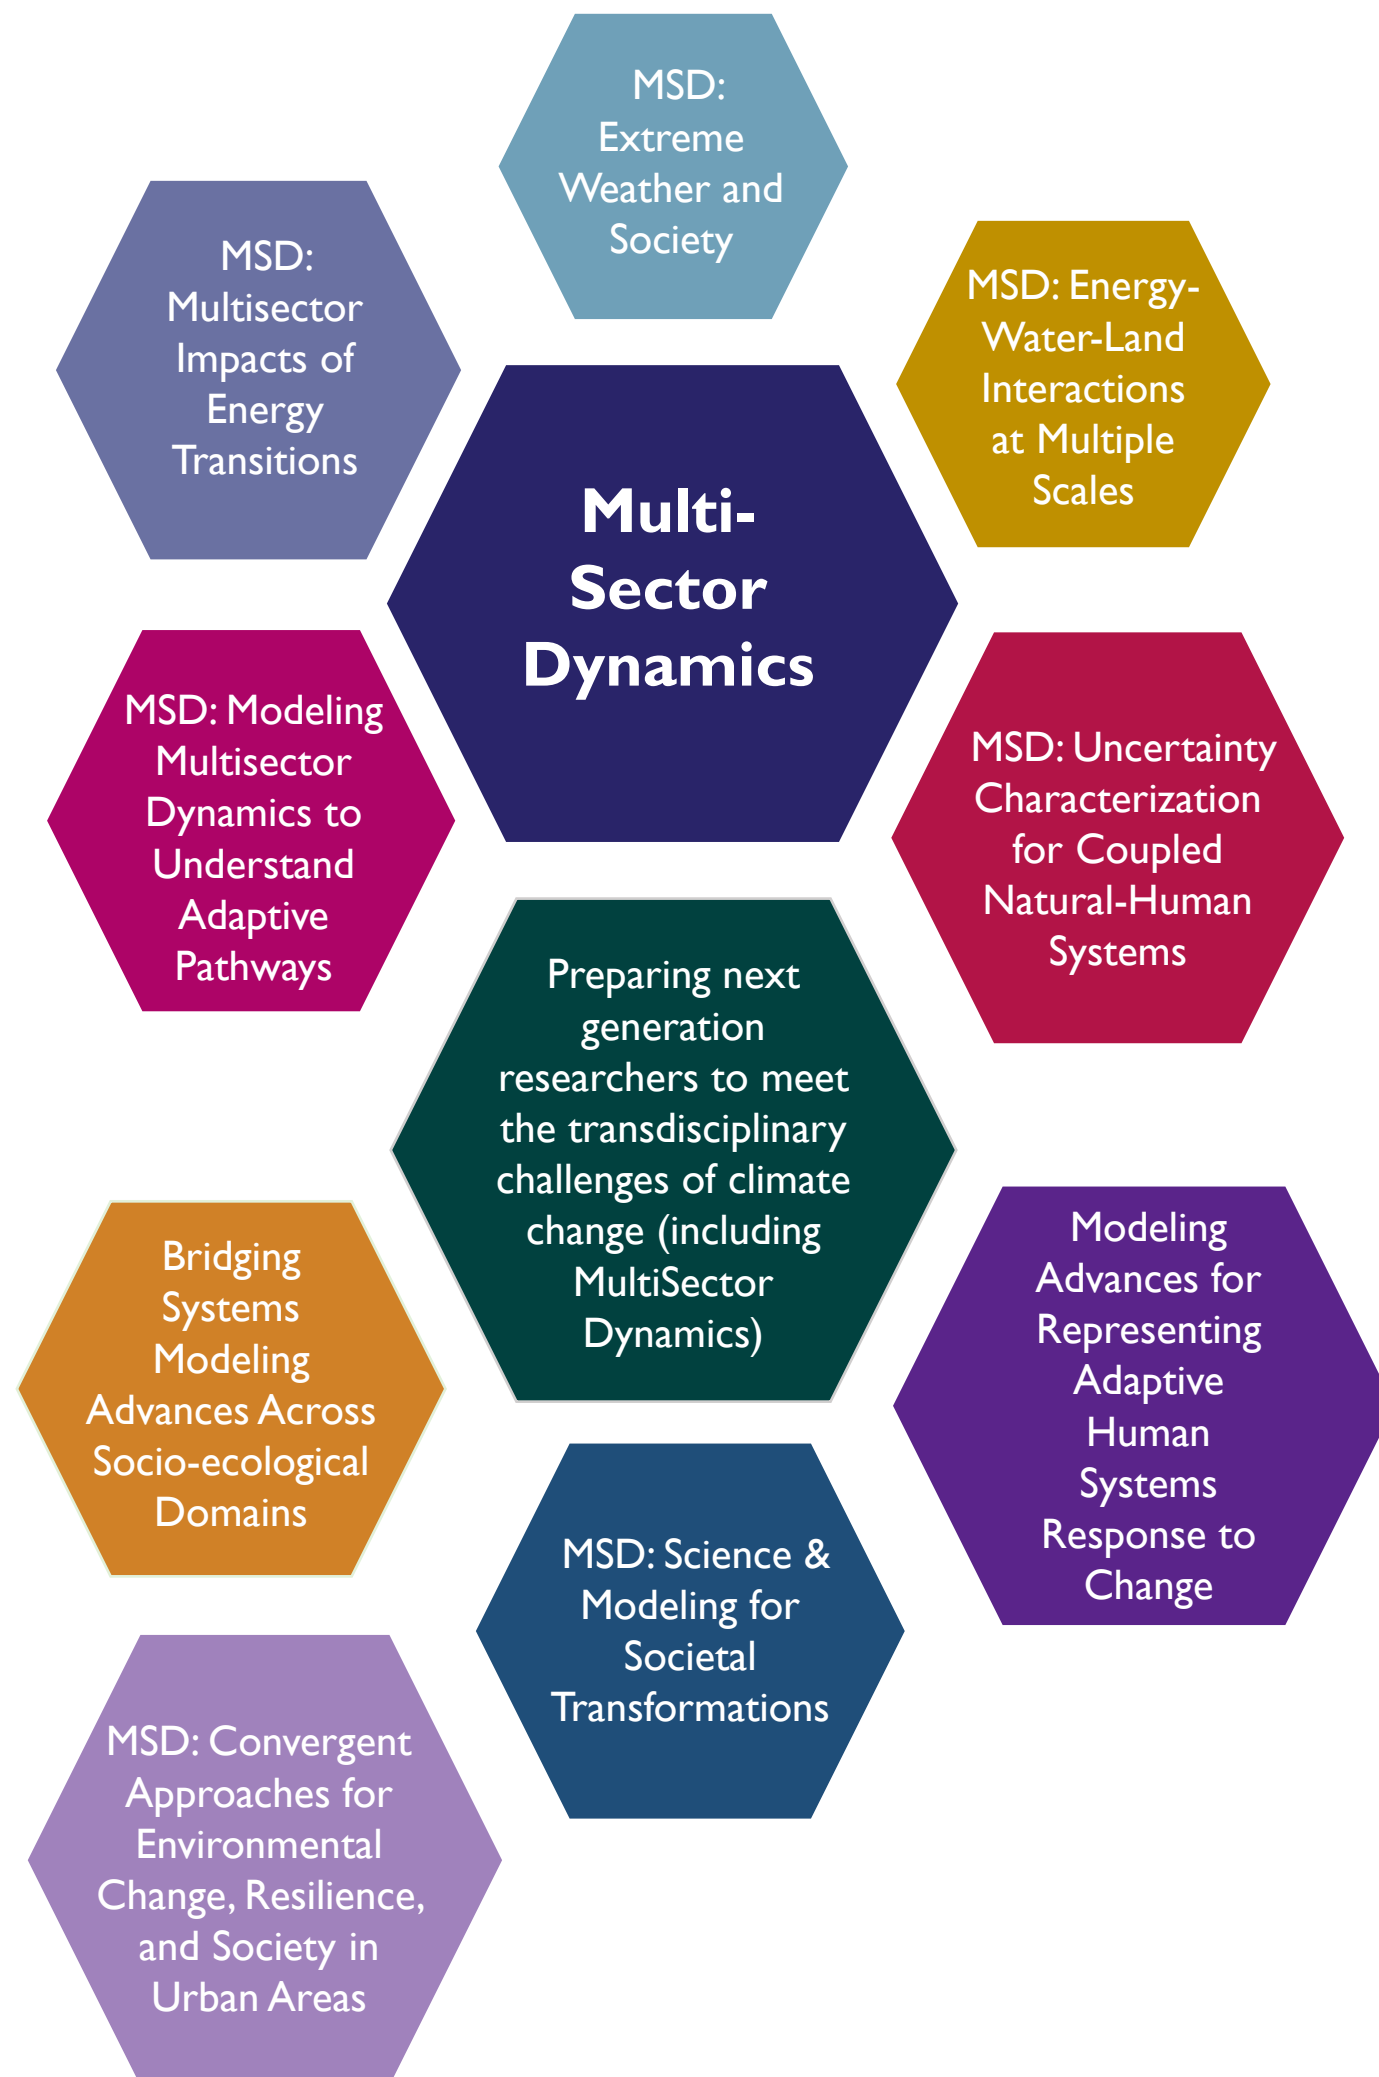 MSD:
Extreme
Weather and
Society
MSD:
Multisector
Impacts of
Energy
Transitions
MSD: Energy-
Water-Land
Interactions
at Multiple
Scales
Multi-
Sector
Dynamics
MSD: Modeling
Multisector
Dynamics to
Understand
Adaptive
Pathways
MSD: Uncertainty
Characterization
for Coupled
Natural-Human
Systems
Preparing next
generation
researchers to meet
the transdisciplinary
challenges of climate
change (including
MultiSector
Dynamics)
Bridging
Systems
Modeling
Advances Across
Socio-ecological
Domains
Modeling
Advances for
Representing
Adaptive
Human
Systems
Response to
Change
MSD: Science &
Modeling for
Societal
Transformations
MSD: Convergent
Approaches for
Environmental
Change, Resilience,
and Society in
Urban Areas